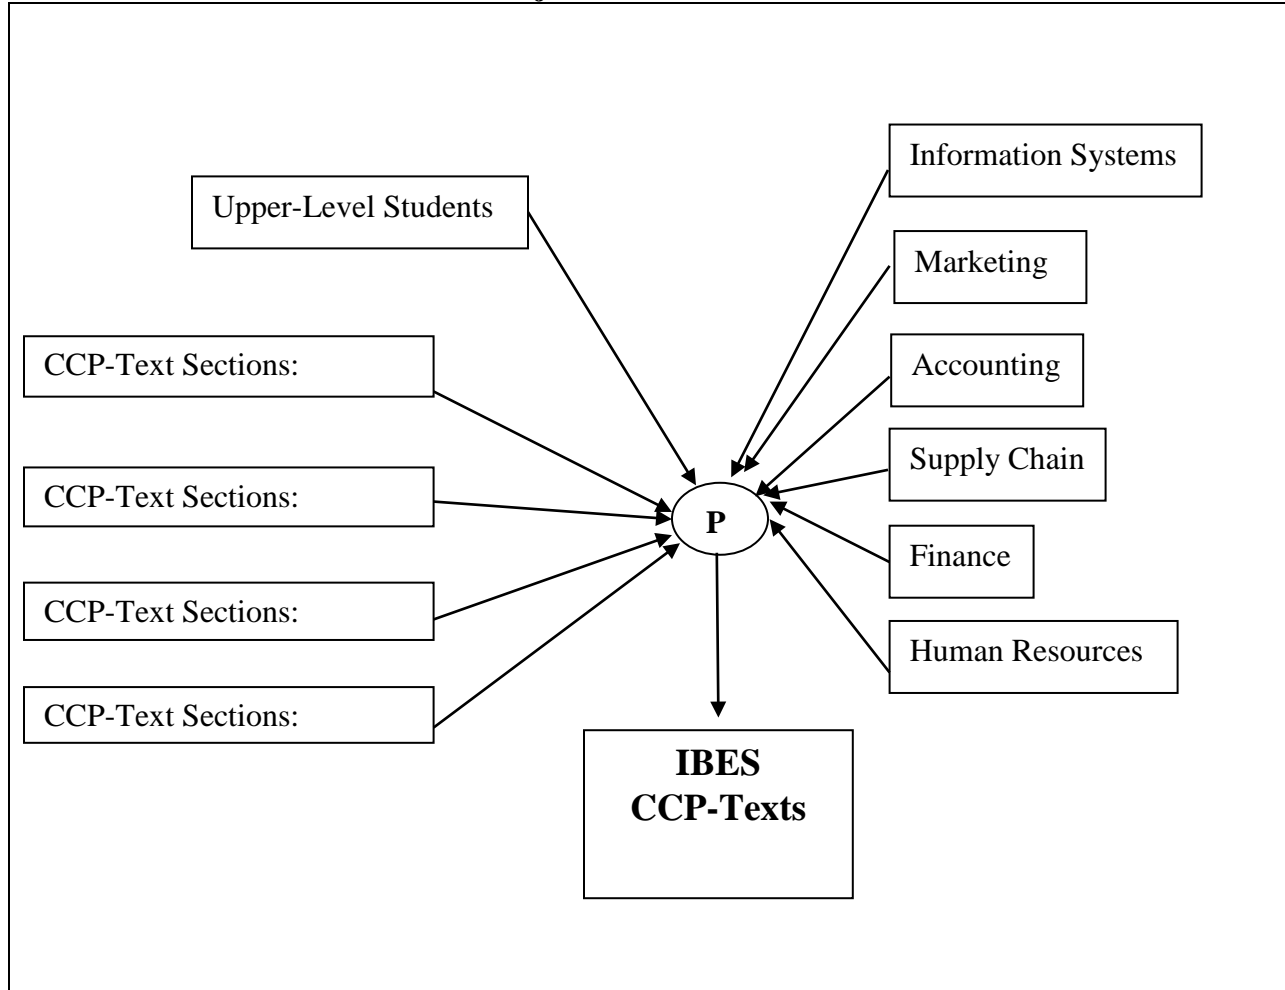 Information Systems
Upper-Level Students
Marketing
CCP-Text Sections:
Accounting
Supply Chain
CCP-Text Sections:
P
Finance
CCP-Text Sections:
Human Resources
CCP-Text Sections:
IBES
CCP-Texts